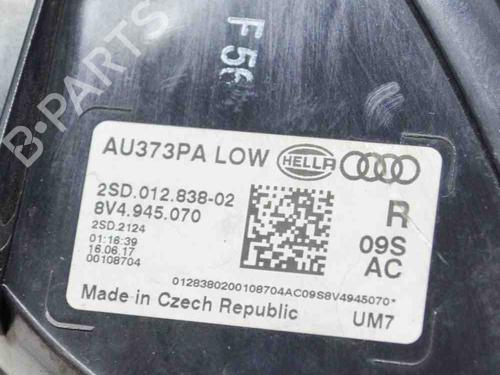 F 56
B-PARTS
AU373PA LOW HELLA
2SD.012.838-02
8V4.945.070
R
2SD.2124
01:16:39
16.06.17
00108704
09S
AC
0128380200108704AC09S8V4945070*
Made in Czech Republic
UM7